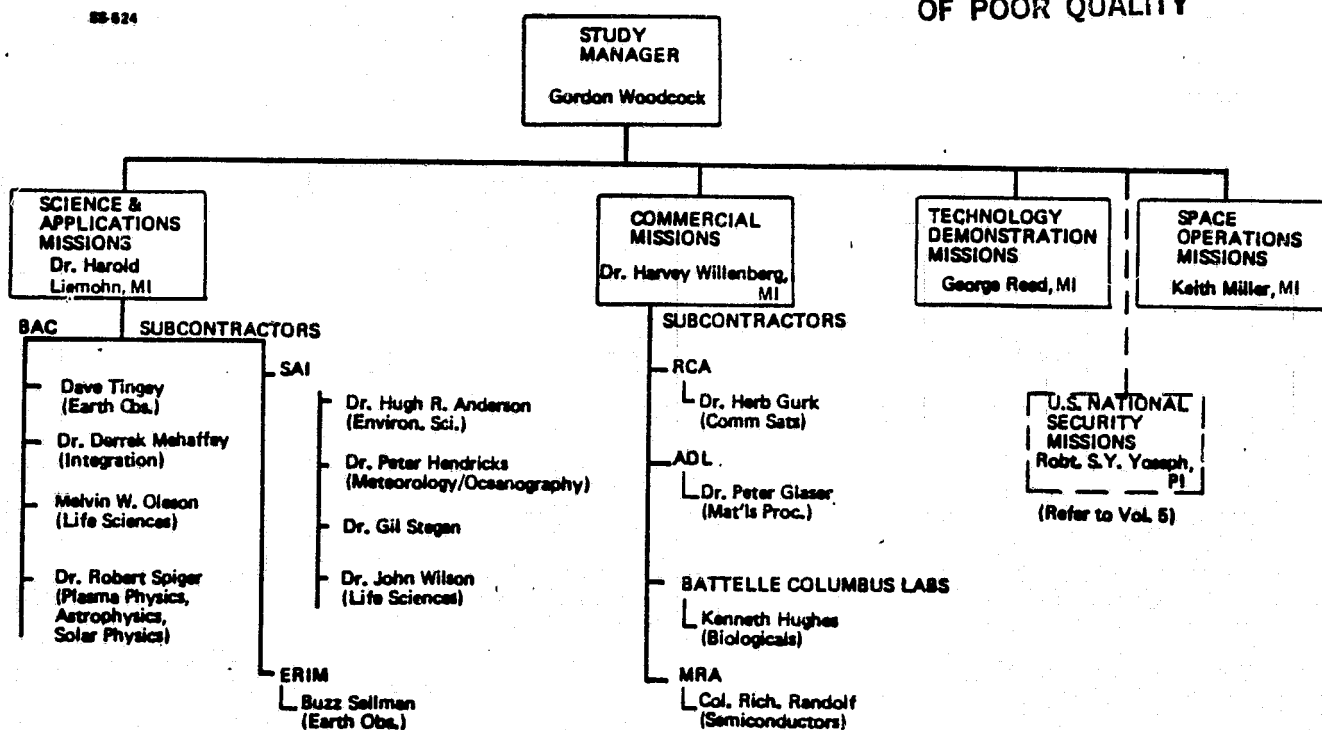 SS-524
OF POOR QUALITY
STUDY
MANAGER
Gordon Woodcock
SCIENCE &
APPLICATIONS
MISSIONS
Dr. Harold
Liemohn, MI
COMMERCIAL
MISSIONS
Dr. Harvey Willenberg,
MI
TECHNOLOGY
DEMONSTRATION
MISSIONS
George Reed, MI
SPACE
OPERATIONS
MISSIONS
Keith Miller, MI
BAC
SUBCONTRACTORS
Dave Tingey
(Earth Obs.)
Dr. Derrek Mehaffey
(Integration)
Melvin W. Oleson
(Life Sciences)
Dr. Robert Spiger
(Plasma Physics,
Astrophysics,
Solar Physics)
SAI
Dr. Hugh R. Anderson
(Environ. Sci.)
Dr. Peter Hendricks
(Meteorology/Oceanography)
Dr. Gil Stegen
Dr. John Wilson
(Life Sciences)
ERIM
Buzz Sellman
(Earth Obs.)
SUBCONTRACTORS
RCA
Dr. Herb Gurk
(Comm Sats)
ADL
Dr. Peter Glaser
(Mat'ls Proc.)
BATTELLE COLUMBUS LABS
Kenneth Hughes
(Biologicals)
MRA
Col. Rich. Randolf
(Semiconductors)
U.S. NATIONAL
SECURITY
MISSIONS
Robt. S.Y. Yoseph,
PI
(Refer to Vol. 5)